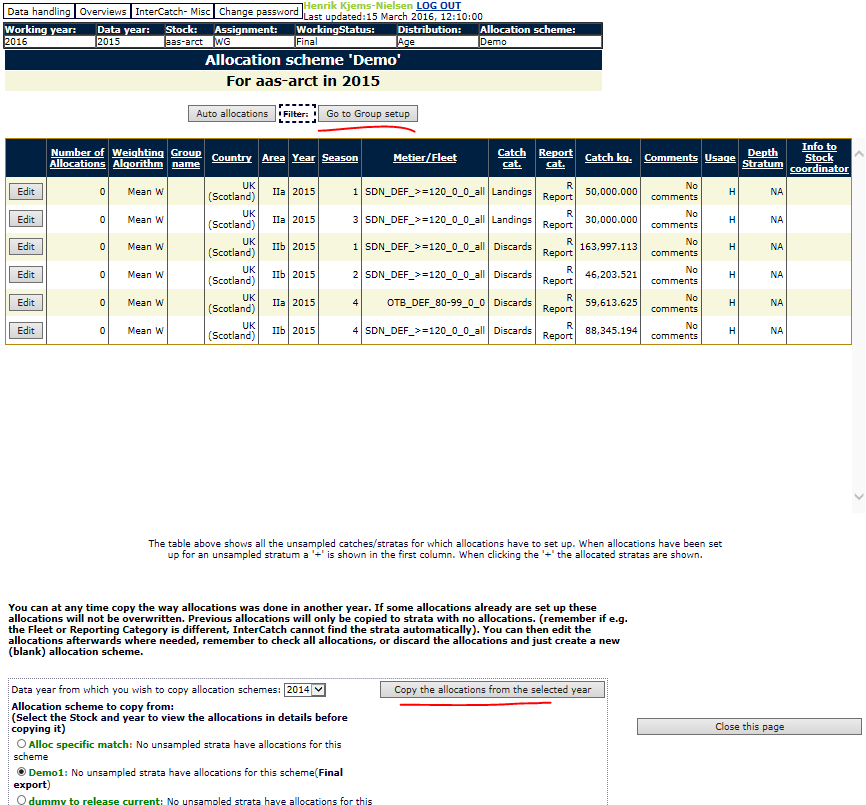 Data handling Overviews InterCatch- Misc Change password Henrik Kjems-Nielsen LOG OUT
Last updated:15 March 2016, 12:10:00
Working year: Data year: Stock: Assignment: WorkingStatus: Distribution: Allocation scheme:
2016 2015 aas-arct WG Final Age Demo
Allocation scheme 'Demo'
For aas-arct in 2015
Auto allocations Filter: Go to Group setup
Number of Allocations Weighting Algorithm Group name Country Area Year Season Metier/Fleet Catch cat. Report cat. Catch kg. Comments Usage Depth Stratum Info to Stock coordinator
Edit 0 Mean W UK (Scotland) IIa 2015 1 SDN_DEF_>=120_0_0_all Landings R Report 50,000.000 No comments H NA
Edit 0 Mean W UK (Scotland) IIa 2015 3 SDN_DEF_>=120_0_0_all Landings R Report 30,000.000 No comments H NA
Edit 0 Mean W UK (Scotland) IIb 2015 1 SDN_DEF_>=120_0_0_all Discards R Report 163,997.113 No comments H NA
Edit 0 Mean W UK (Scotland) IIb 2015 2 SDN_DEF_>=120_0_0_all Discards R Report 46,203.521 No comments H NA
Edit 0 Mean W UK (Scotland) IIa 2015 4 OTB_DEF_80-99_0_0 Discards R Report 59,613.625 No comments H NA
Edit 0 Mean W UK (Scotland) IIb 2015 4 SDN_DEF_>=120_0_0_all Discards R Report 88,345.194 No comments H NA
The table above shows all the unsampled catches/stratas for which allocations have to set up. When allocations have been set
up for an unsampled stratum a '+' is shown in the first column. When clicking the '+' the allocated stratas are shown.
You can at any time copy the way allocations was done in another year. If some allocations already are set up these
allocations will not be overwritten. Previous allocations will only be copied to strata with no allocations. (remember if e.g.
the Fleet or Reporting Category is different, InterCatch cannot find the strata automatically). You can then edit the
allocations afterwards where needed, remember to check all allocations, or discard the allocations and just create a new
(blank) allocation scheme.
Data year from which you wish to copy allocation schemes: 2014 Copy the allocations from the selected year
Allocation scheme to copy from:
(Select the Stock and year to view the allocations in details before
copying it)
Close this page
Alloc specific match: No unsampled strata have allocations for this
scheme
Demo1: No unsampled strata have allocations for this scheme(Final
export)
dummy to release current: No unsampled strata have allocations for this